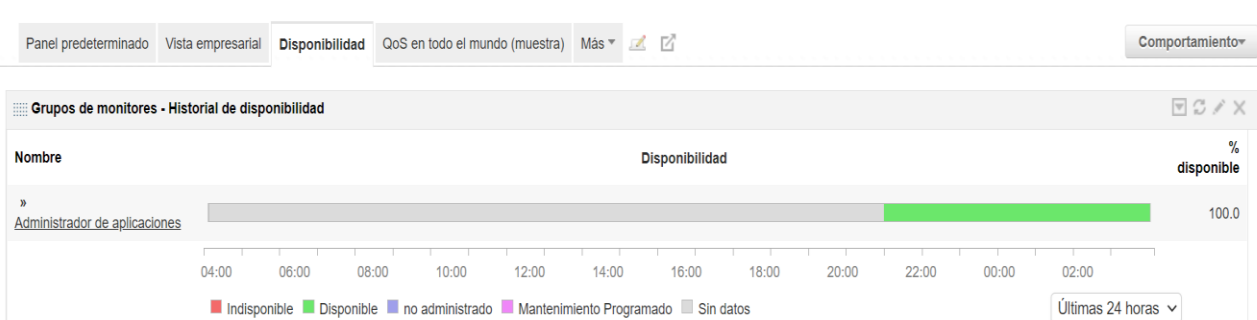 Panel predeterminado Vista empresarial Disponibilidad QoS en todo el mundo (muestra) Más Comportamiento
Grupos de monitores - Historial de disponibilidad
Nombre Disponibilidad % disponible
»
Administrador de aplicaciones 100.0
04:00 06:00 08:00 10:00 12:00 14:00 16:00 18:00 20:00 22:00 00:00 02:00
Indisponible Disponible no administrado Mantenimiento Programado Sin datos Últimas 24 horas